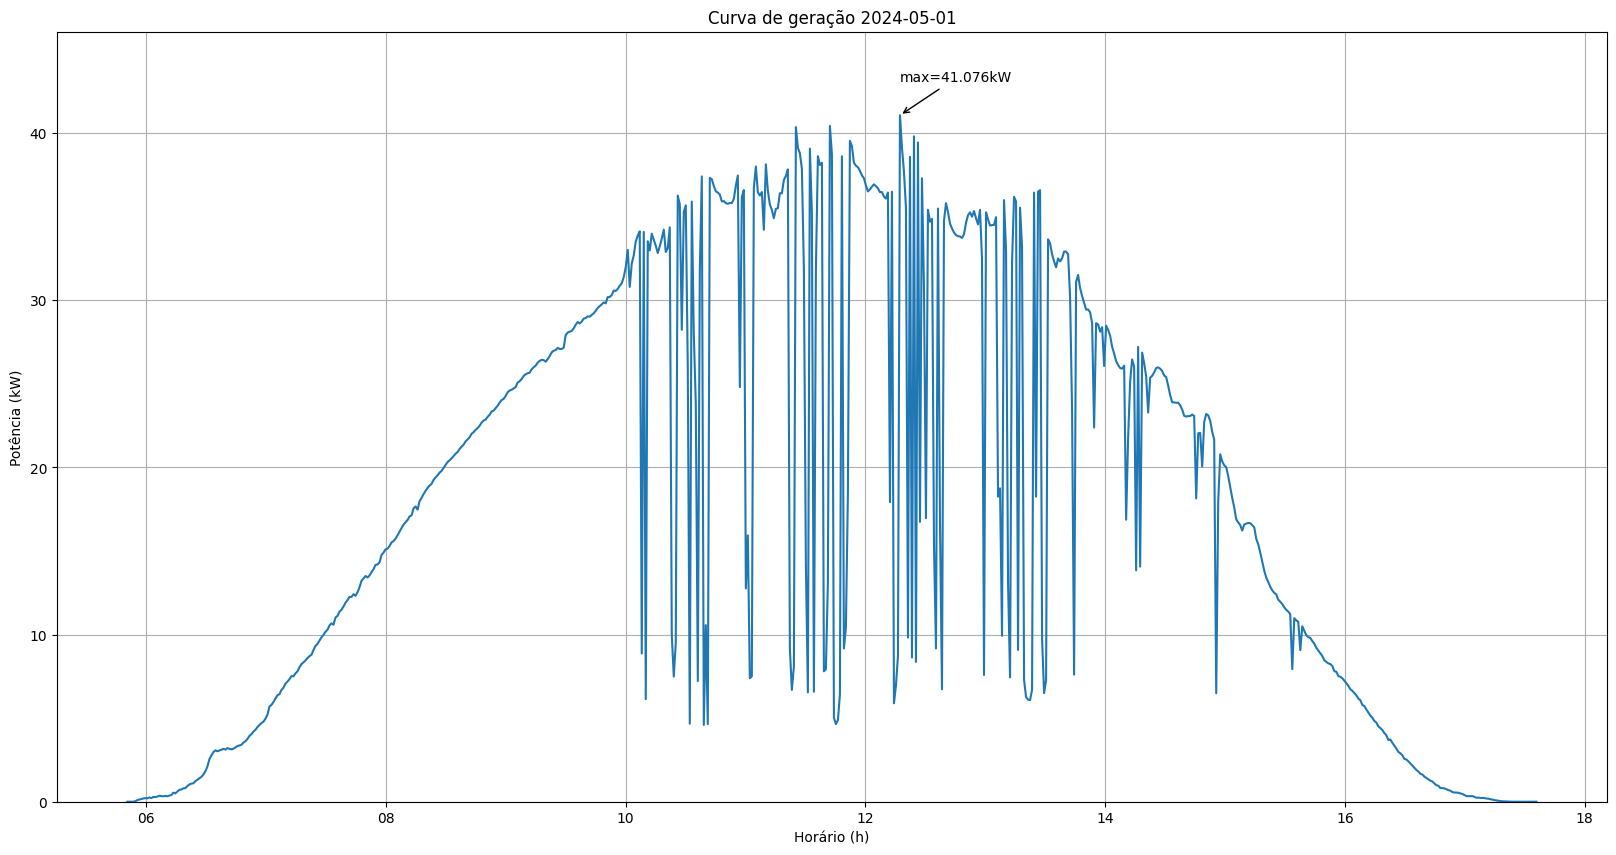 Curva de geração 2024-05-01
max=41.076kW
40
30
20
10
0
Potência (kW)
06 08 10 12 14 16 18
Horário (h)